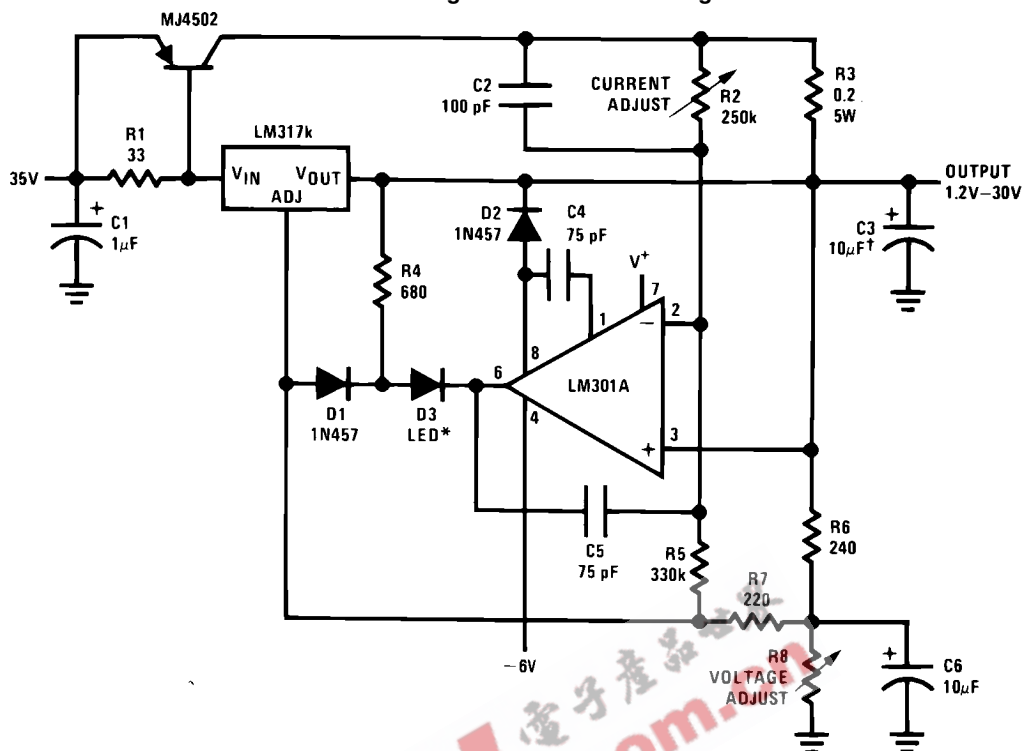 MJ4502
C2
100 pF
CURRENT
ADJUST
R2
250k
R3
0.2
5W
R1
33
LM317k
35V
VIN
VOUT
ADJ
OUTPUT
1.2V–30V
C1
1μF
+
D2
1N457
C4
75 pF
V+
7
C3
10μF†
+
R4
680
1
2
−
8
6
LM301A
4
3
+
D1
1N457
D3
LED*
C5
75 pF
R5
330k
R6
240
R7
220
−6V
R8
VOLTAGE
ADJUST
+
C6
10μF
com.cn